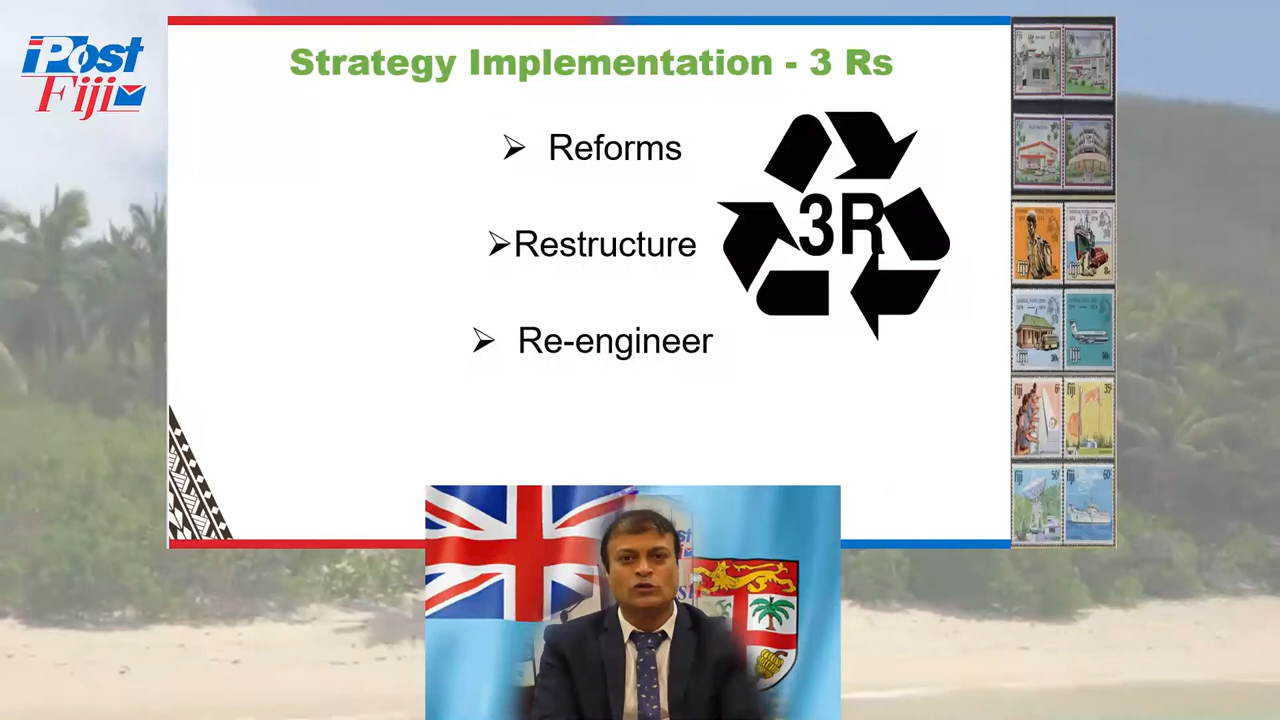 Post
Fiji
Strategy Implementation - 3 Rs
➢ Reforms
➢Restructure
➢ Re-engineer
3R